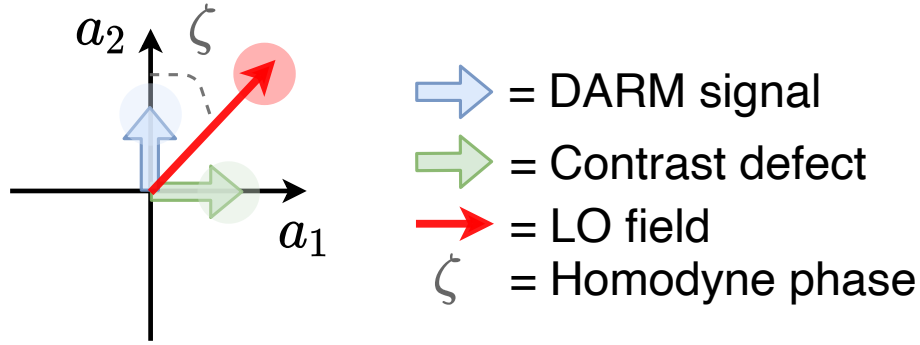 ζ
a₂
a₁
= DARM signal
= Contrast defect
= LO field
ζ = Homodyne phase